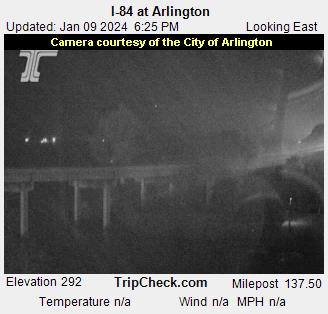 I-84 at Arlington
Updated: Jan 09 2024 6:25 PM Looking East
Camera courtesy of the City of Arlington
Elevation 292 TripCheck.com Milepost 137.50
Temperature n/a Wind n/a MPH n/a